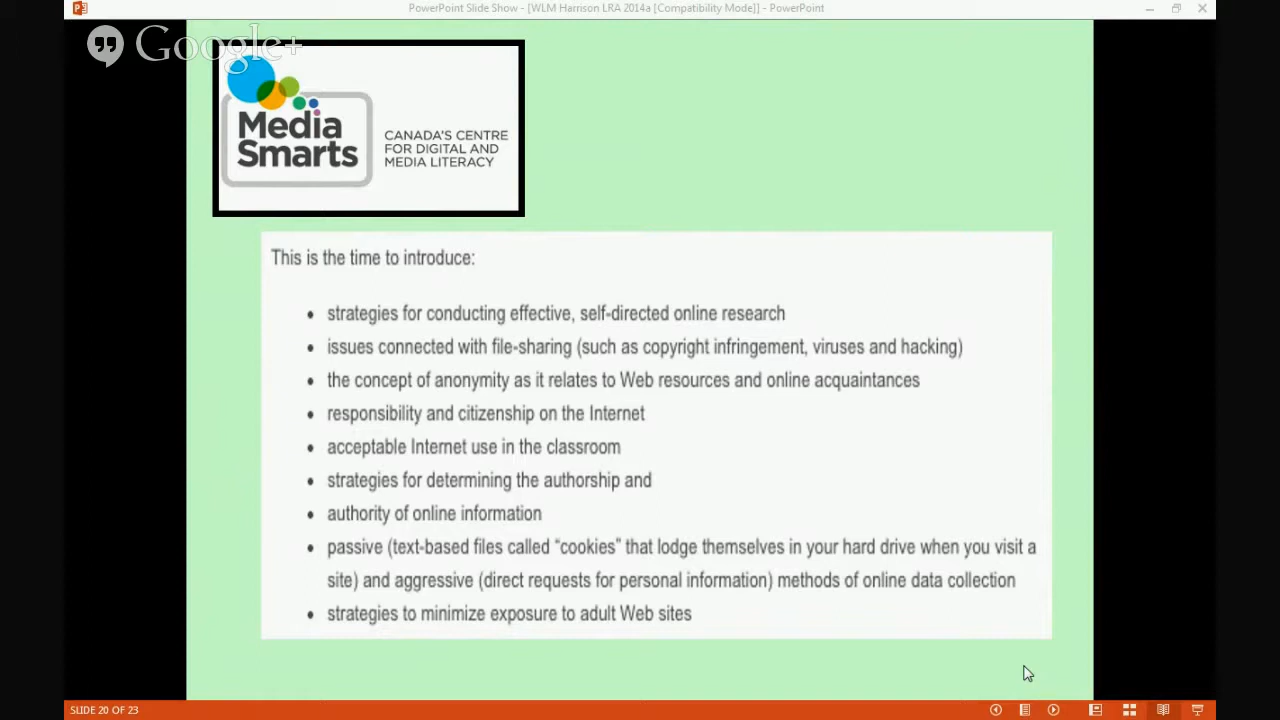 PowerPoint Slide Show - [WLM Harrison LRA 2014a [Compatibility Mode]] - PowerPoint
Google+
Media
Smarts
CANADA'S CENTRE
FOR DIGITAL AND
MEDIA LITERACY
This is the time to introduce:
• strategies for conducting effective, self-directed online research
• issues connected with file-sharing (such as copyright infringement, viruses and hacking)
• the concept of anonymity as it relates to Web resources and online acquaintances
• responsibility and citizenship on the Internet
• acceptable Internet use in the classroom
• strategies for determining the authorship and
• authority of online information
• passive (text-based files called “cookies” that lodge themselves in your hard drive when you visit a
site) and aggressive (direct requests for personal information) methods of online data collection
• strategies to minimize exposure to adult Web sites
SLIDE 20 OF 23